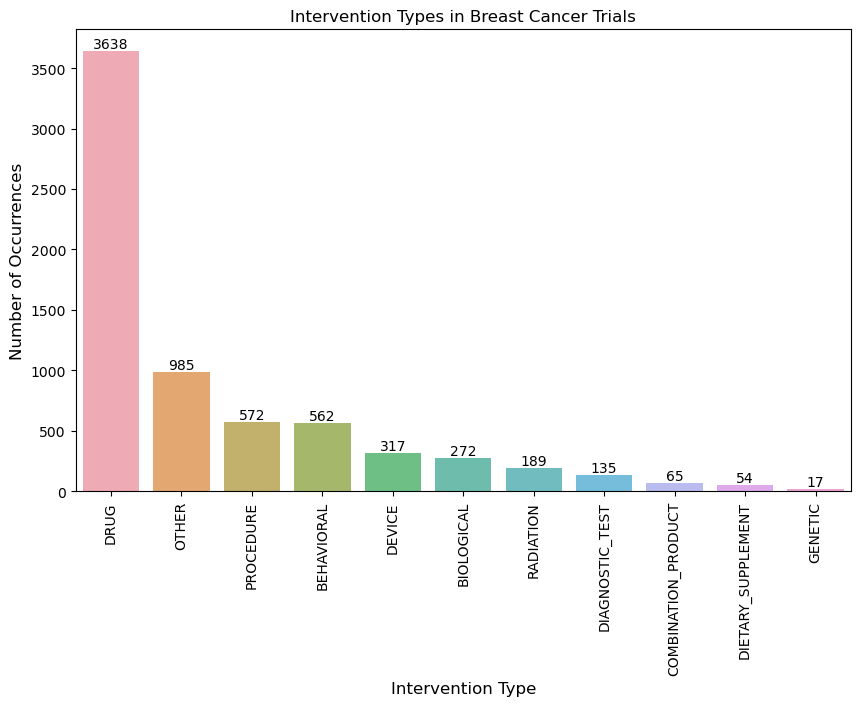 Intervention Types in Breast Cancer Trials
3638
985
572
562
317
272
189
135
65
54
17
3500
3000
2500
2000
1500
1000
500
0
Number of Occurrences
DRUG
OTHER
PROCEDURE
BEHAVIORAL
DEVICE
BIOLOGICAL
RADIATION
DIAGNOSTIC_TEST
COMBINATION_PRODUCT
DIETARY_SUPPLEMENT
GENETIC
Intervention Type